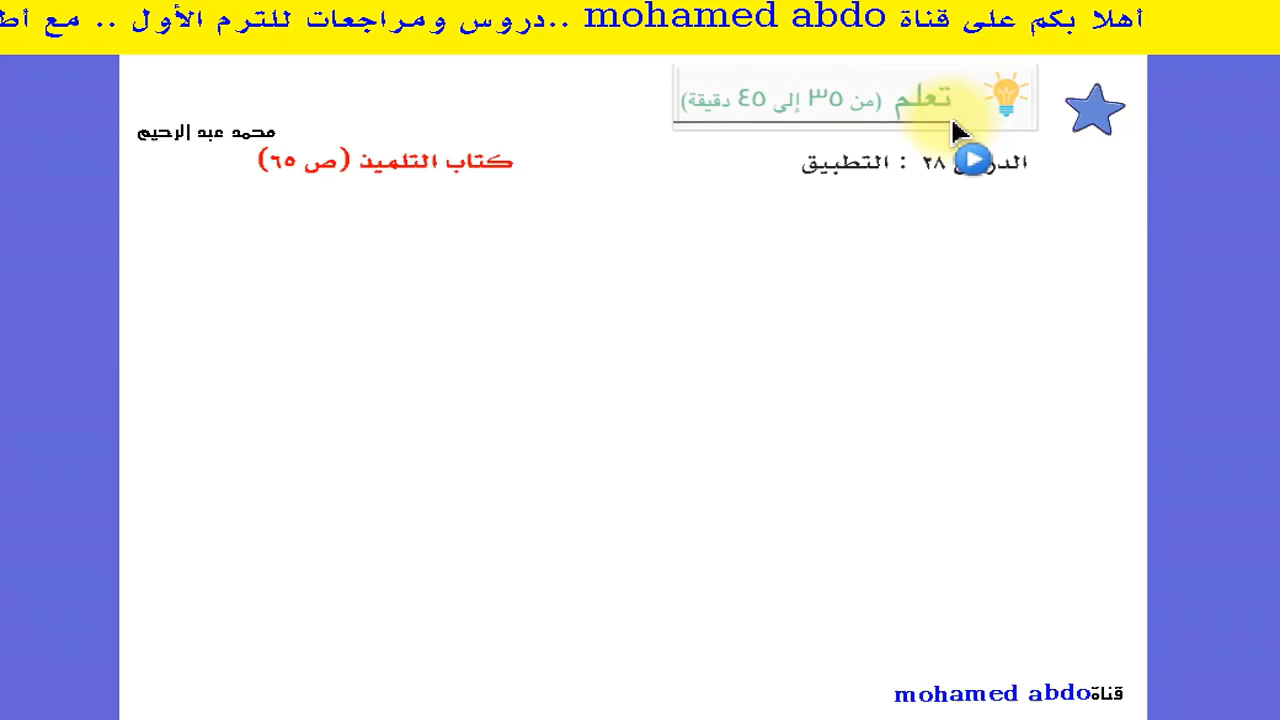 أهلا بكم على قناة mohamed abdo ..دروس ومراجعات للترم الأول .. مع
تعلم (من ٣٥ إلى ٤٥ دقيقة)
محمد عبد الرحيم
٢٨ : التطبيق
كتاب التلميذ (ص ٦٥)
قناةmohamed abdo